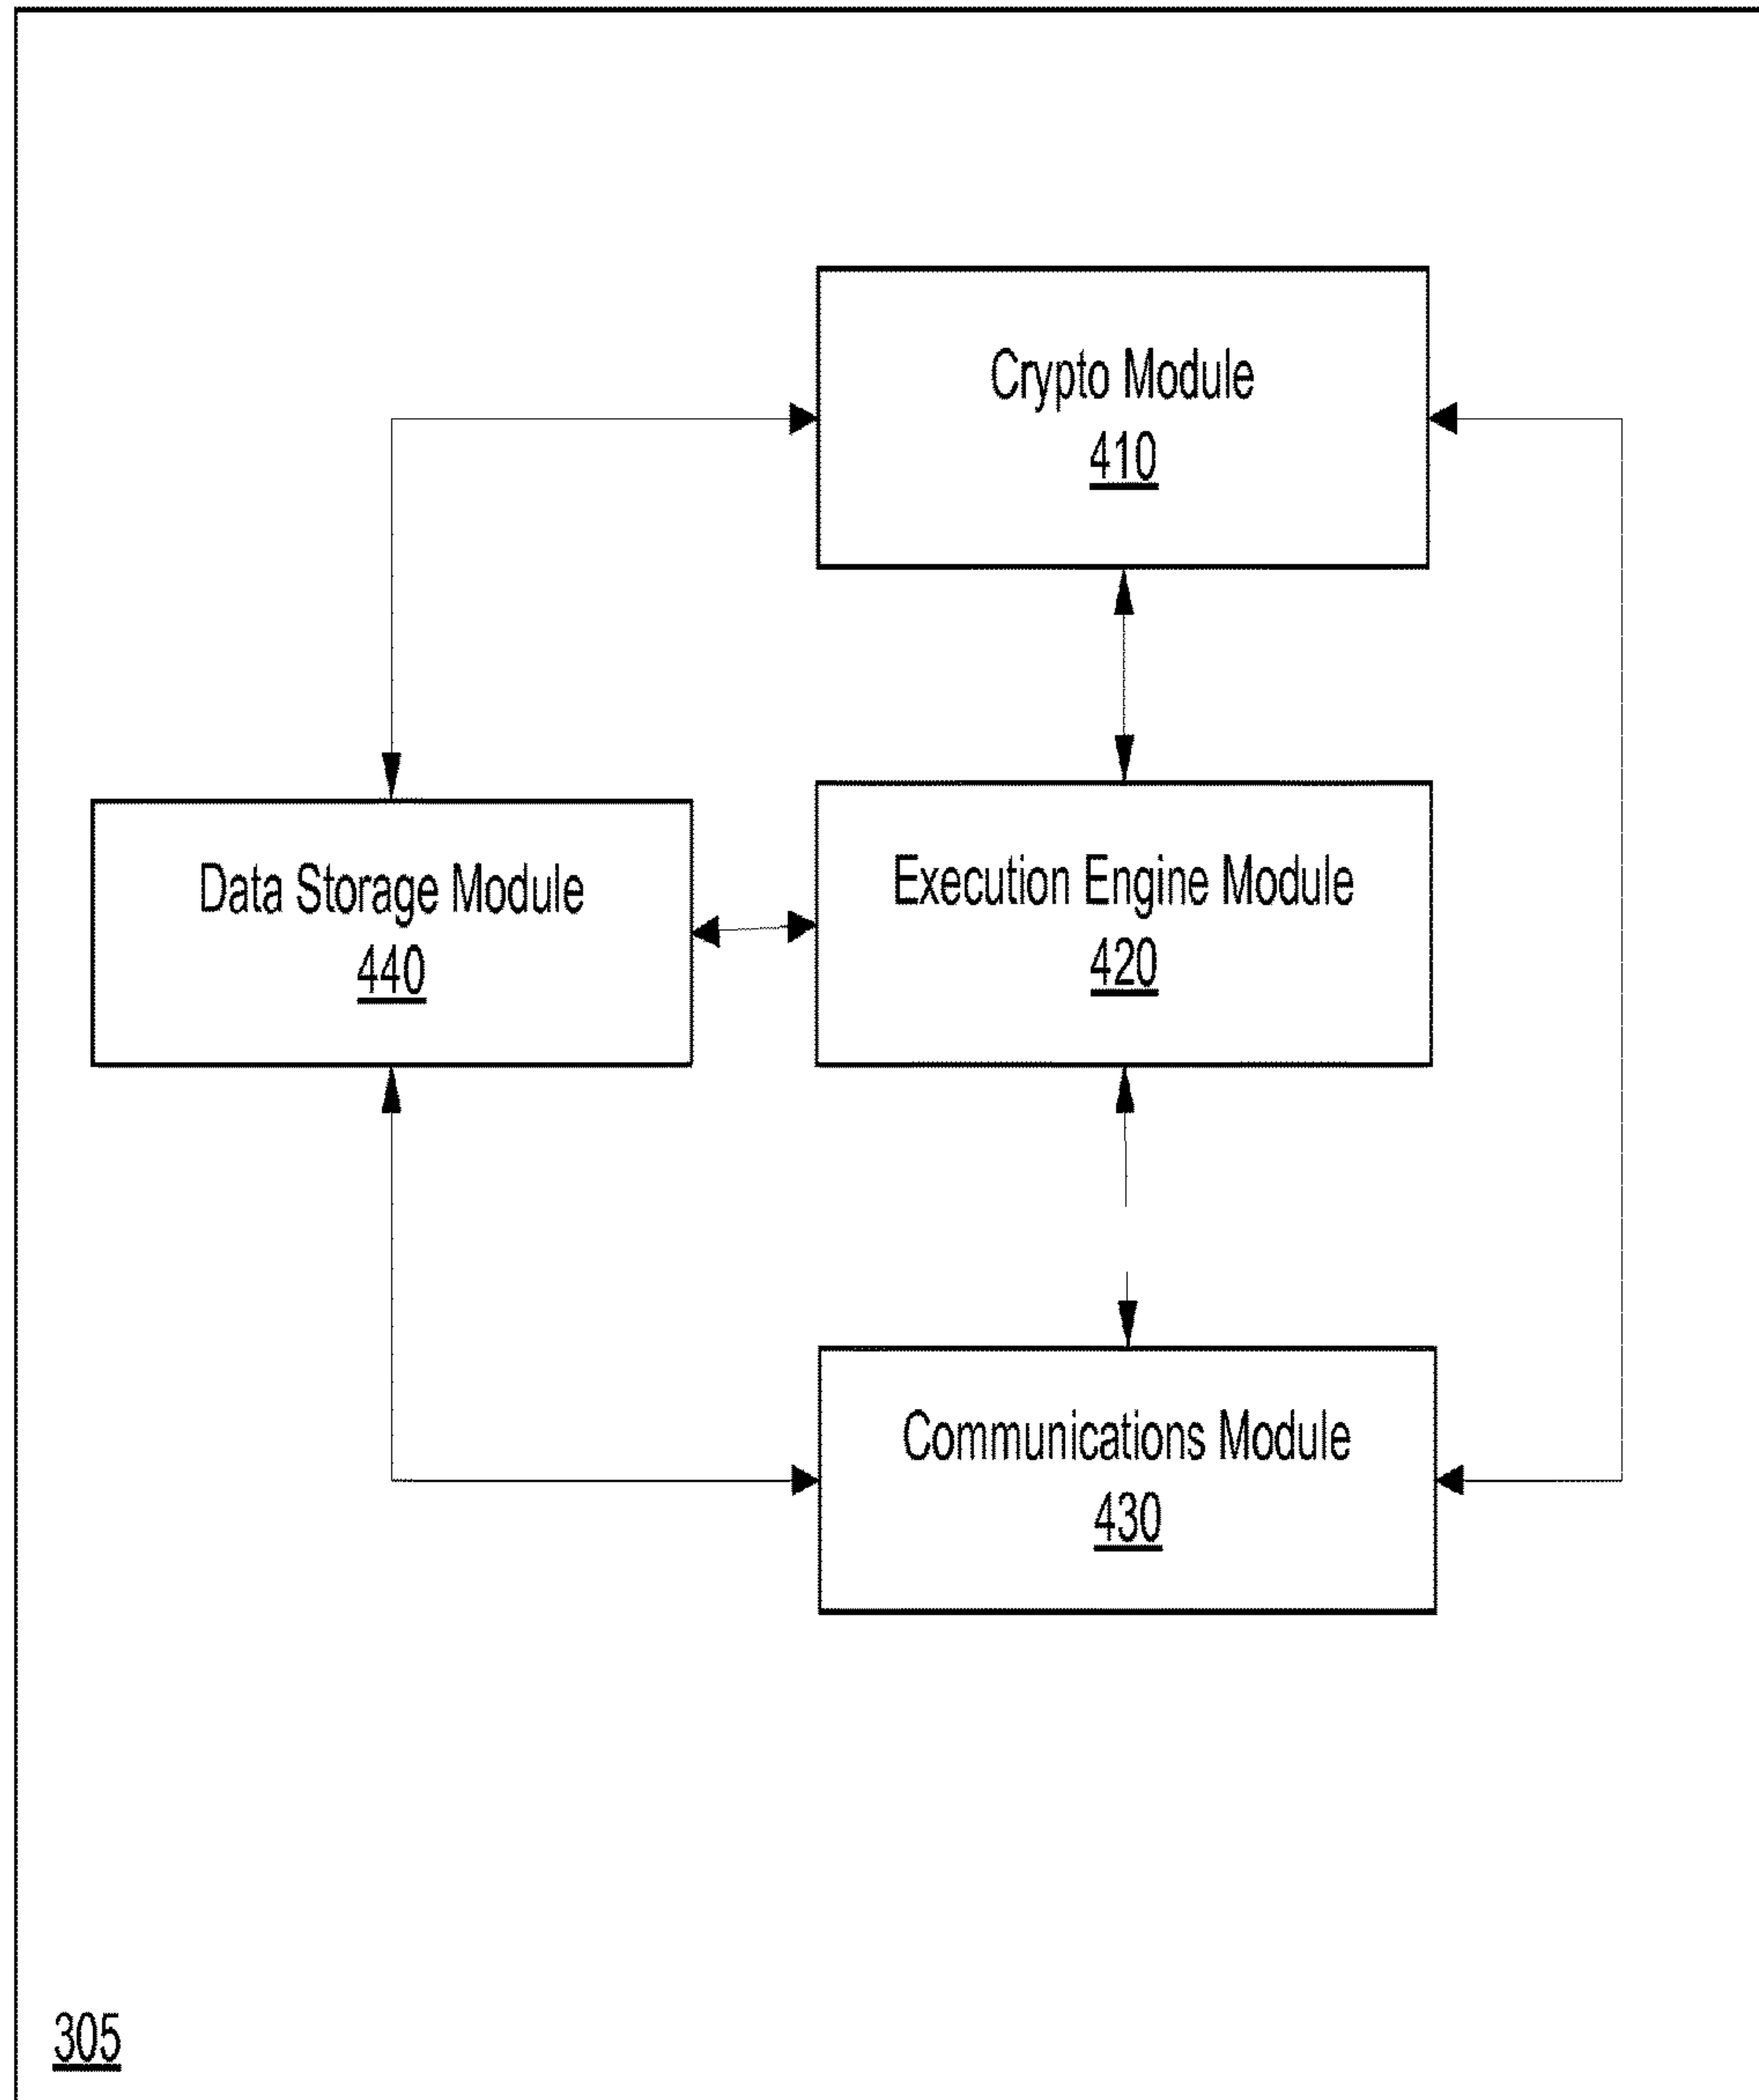 Crypto Module
410
Data Storage Module
440
Execution Engine Module
420
Communications Module
430
305